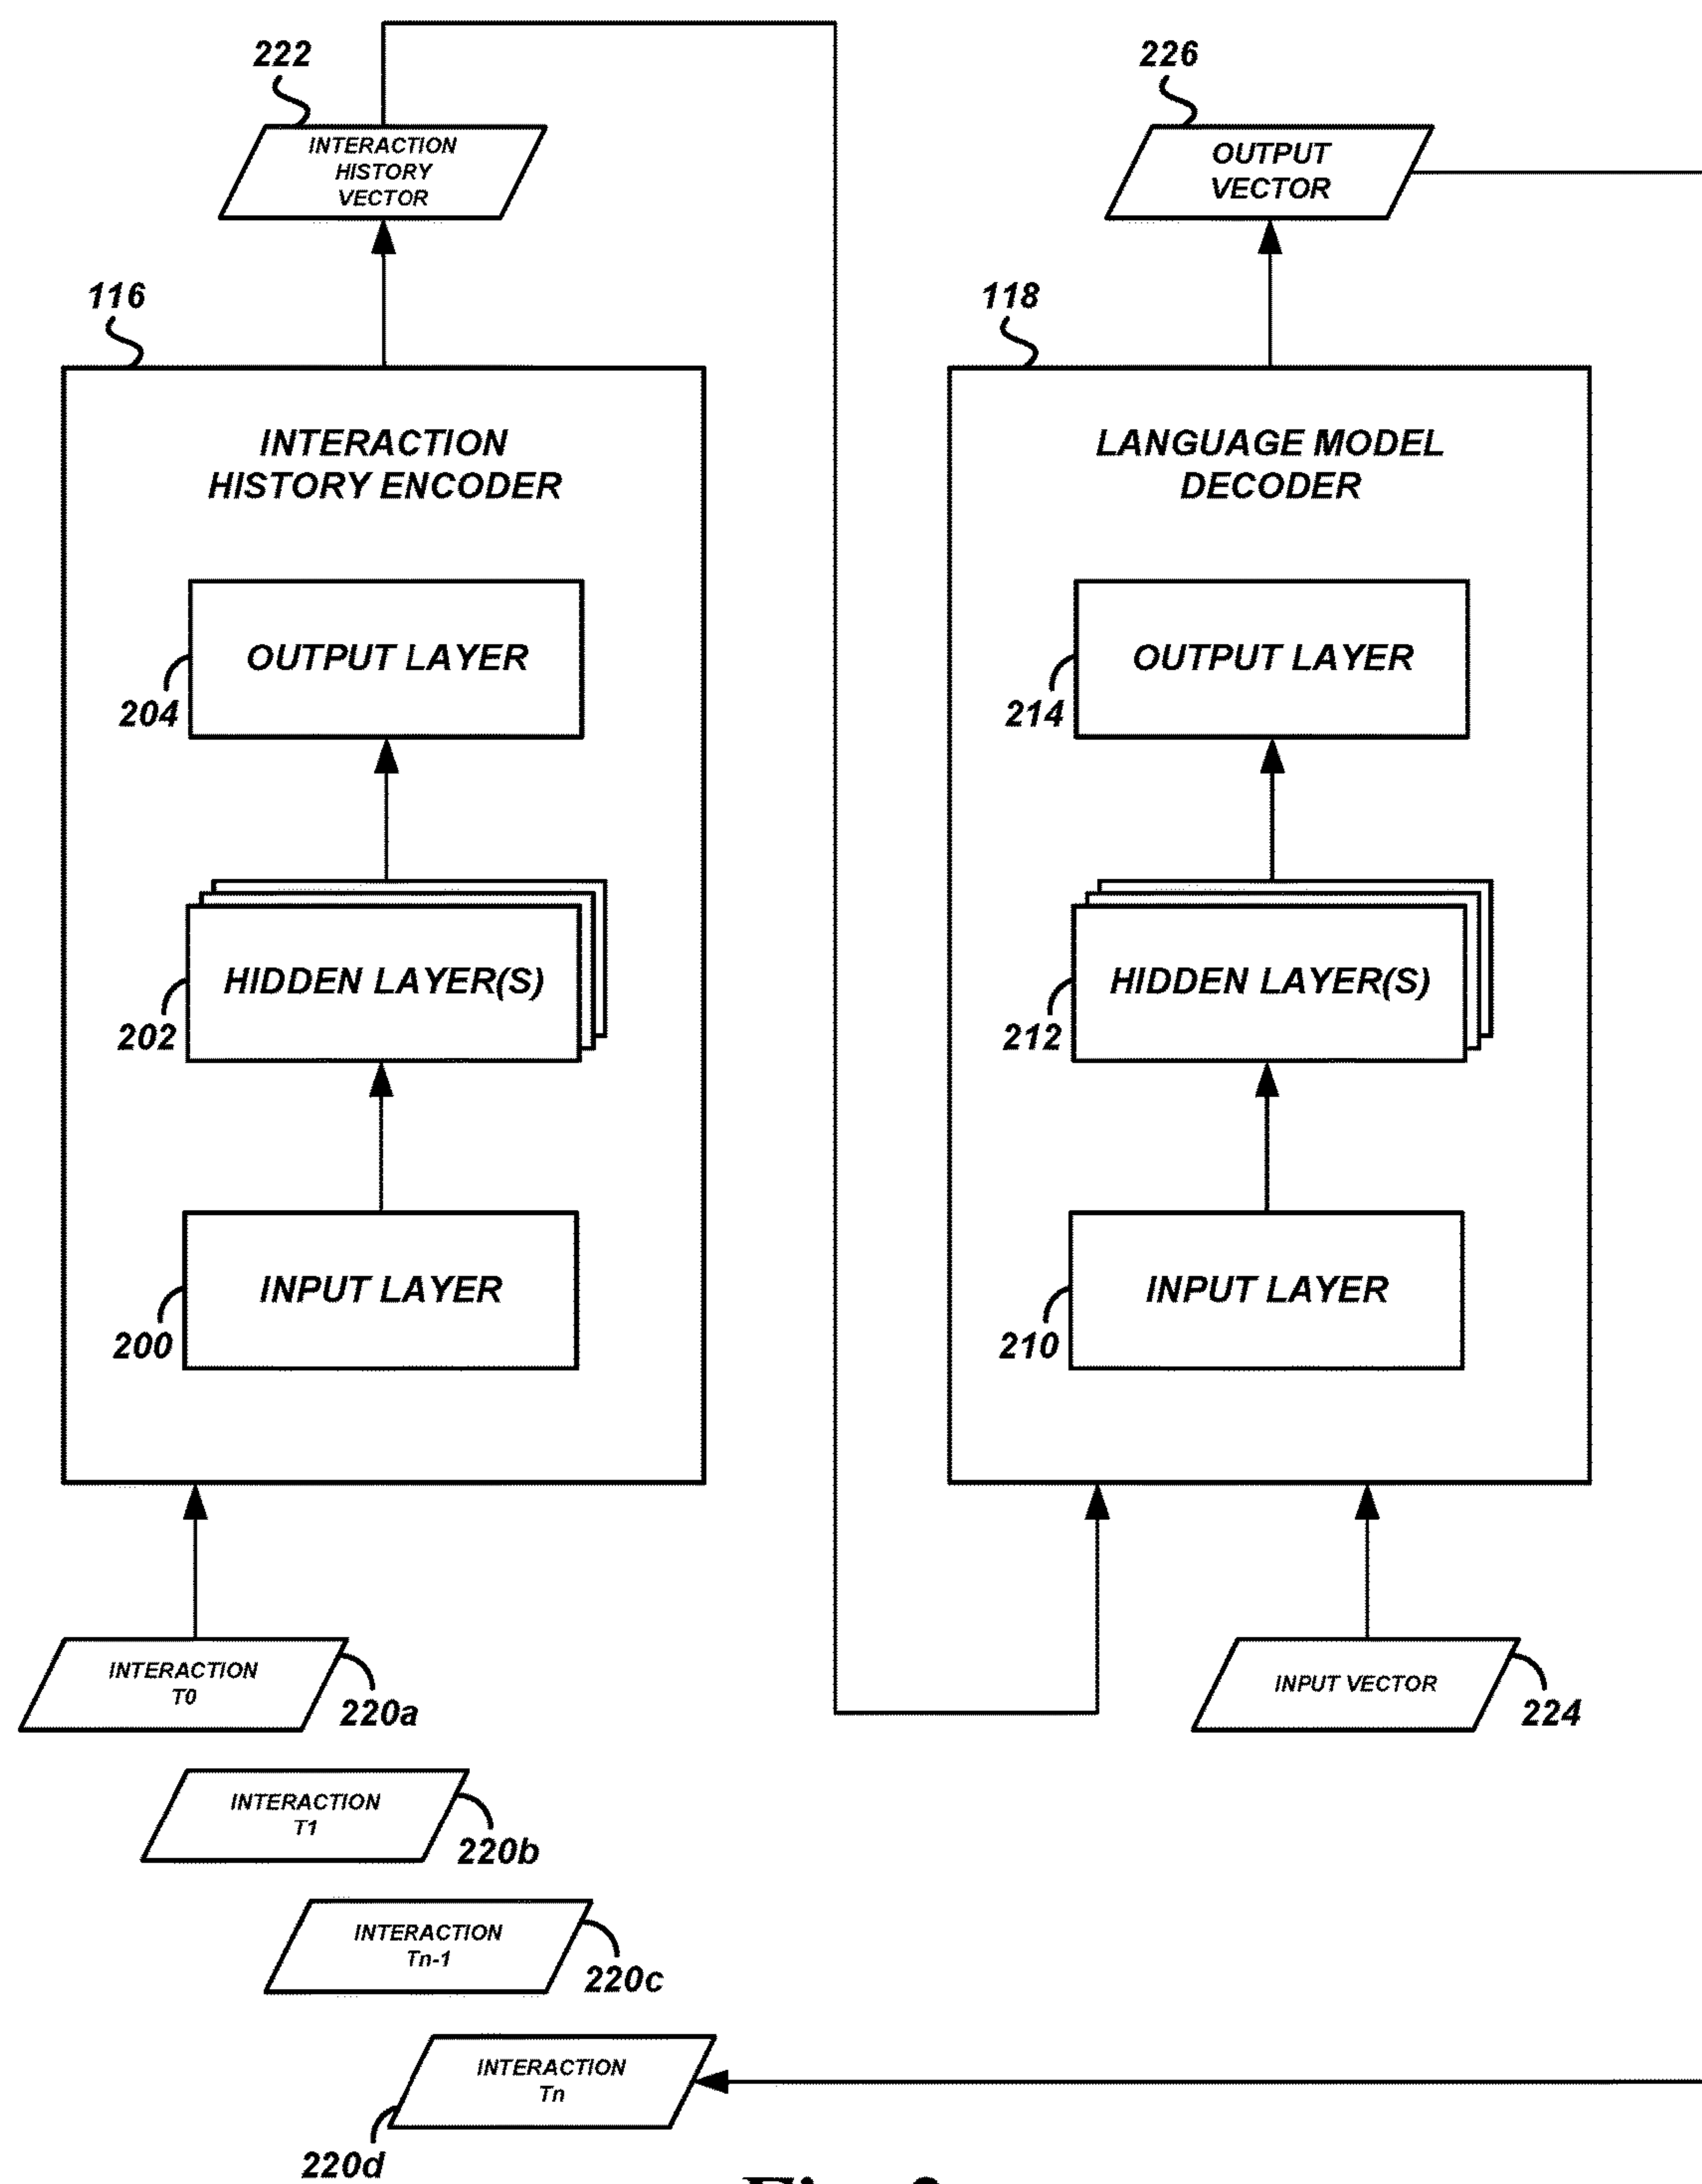 222
INTERACTION
HISTORY
VECTOR
226
OUTPUT
VECTOR
116
INTERACTION
HISTORY ENCODER
118
LANGUAGE MODEL
DECODER
OUTPUT LAYER
204
OUTPUT LAYER
214
HIDDEN LAYER(S)
202
HIDDEN LAYER(S)
212
INPUT LAYER
200
INPUT LAYER
210
INTERACTION
T0
220a
INPUT VECTOR
224
INTERACTION
T1
220b
INTERACTION
Tn-1
220c
INTERACTION
Tn
220d